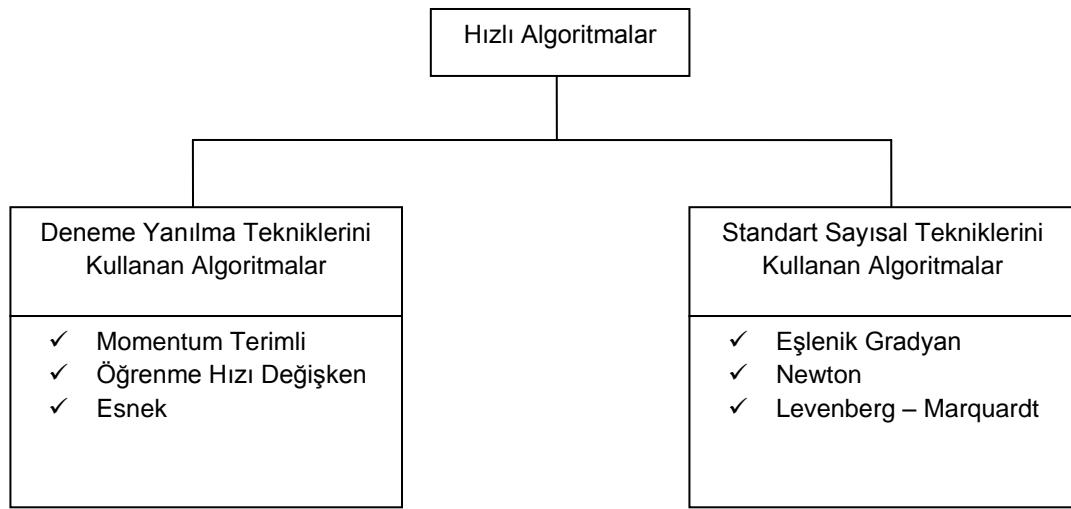 Hızlı Algoritmalar
Deneme Yanılma Tekniklerini
Kullanan Algoritmalar
✓ Momentum Terimli
✓ Öğrenme Hızı Değişken
✓ Esnek
Standart Sayısal Tekniklerini
Kullanan Algoritmalar
✓ Eşlenik Gradyan
✓ Newton
✓ Levenberg – Marquardt